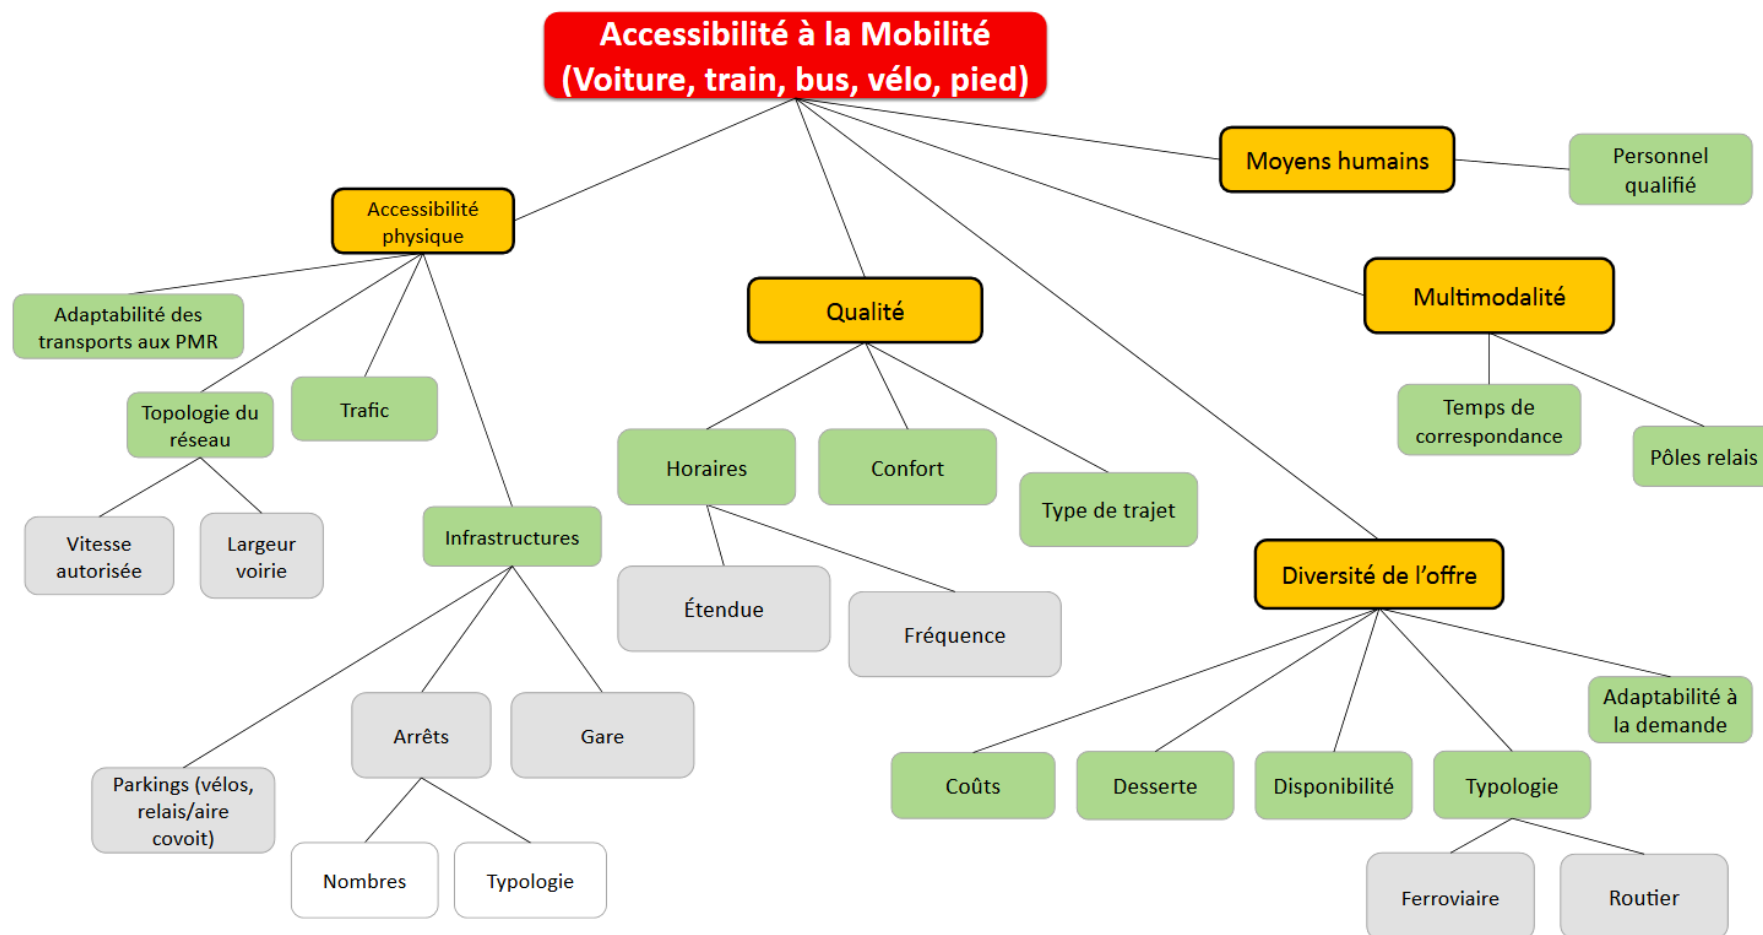 Accessibilité à la Mobilité
(Voiture, train, bus, vélo, pied)
Moyens humains
Personnel
qualifié
Accessibilité
physique
Qualité
Multimodalité
Adaptabilité des
transports aux PMR
Topologie du
réseau
Trafic
Temps de
correspondance
Pôles relais
Horaires
Confort
Type de trajet
Vitesse
autorisée
Largeur
voirie
Infrastructures
Étendue
Fréquence
Diversité de l’offre
Arrêts
Gare
Adaptabilité à
la demande
Parkings (vélos,
relais/aire
covoit)
Coûts
Desserte
Disponibilité
Typologie
Nombres
Typologie
Ferroviaire
Routier